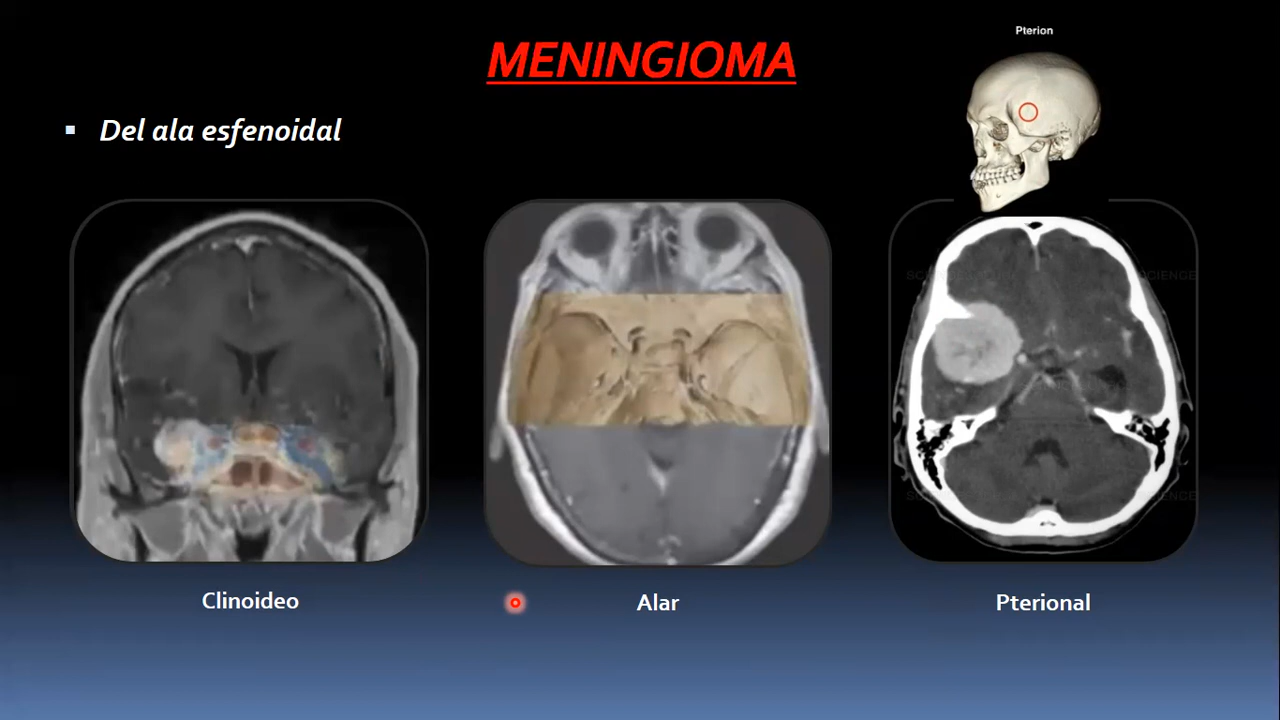 Pterion
MENINGIOMA
Del ala esfenoidal
Clinoideo
Alar
Pterional